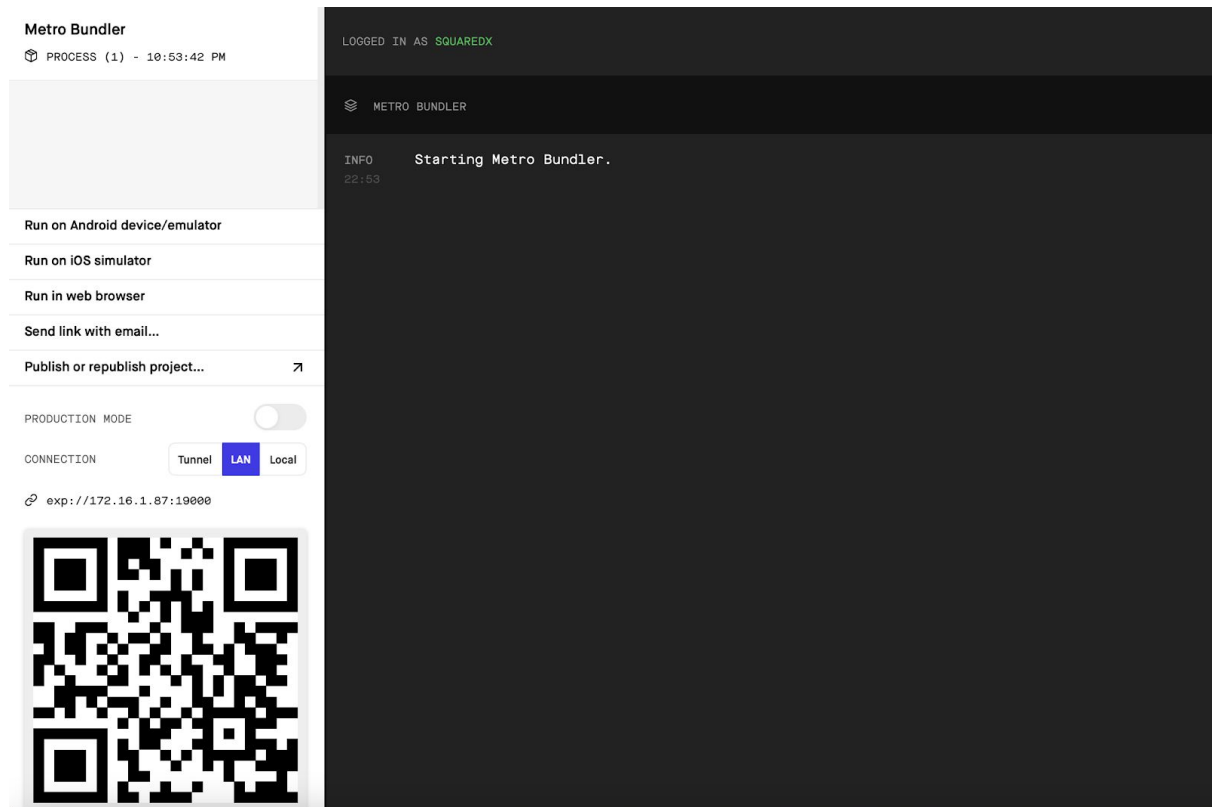 Metro Bundler
PROCESS (1) - 10:53:42 PM
Run on Android device/emulator
Run on iOS simulator
Run in web browser
Send link with email...
Publish or republish project...
PRODUCTION MODE
CONNECTION Tunnel LAN Local
exp://172.16.1.87:19000
LOGGED IN AS SQUAREDX
METRO BUNDLER
INFO Starting Metro Bundler.
22:53